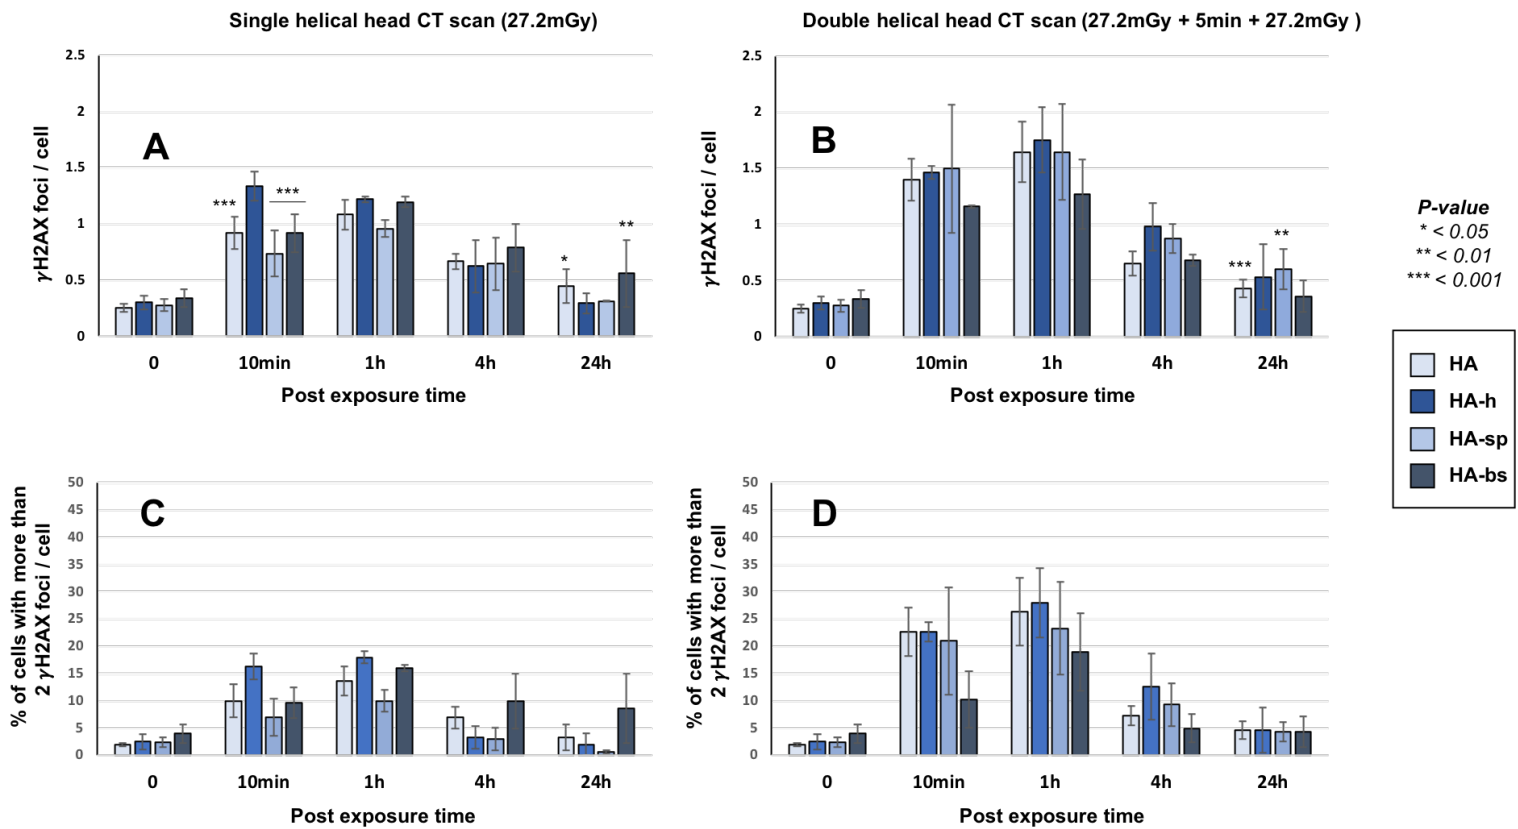 Single helical head CT scan (27.2mGy)
Double helical head CT scan (27.2mGy + 5min + 27.2mGy )
γH2AX foci / cell
2.5
2
1.5
1
0.5
0
A
***
***
*
**
0 10min 1h 4h 24h
Post exposure time
γH2AX foci / cell
2.5
2
1.5
1
0.5
0
B
***
**
0 10min 1h 4h 24h
Post exposure time
P-value
* < 0.05
** < 0.01
*** < 0.001
HA
HA-h
HA-sp
HA-bs
% of cells with more than
2 γH2AX foci / cell
50
45
40
35
30
25
20
15
10
5
0
C
0 10min 1h 4h 24h
Post exposure time
% of cells with more than
2 γH2AX foci / cell
50
45
40
35
30
25
20
15
10
5
0
D
0 10min 1h 4h 24h
Post exposure time